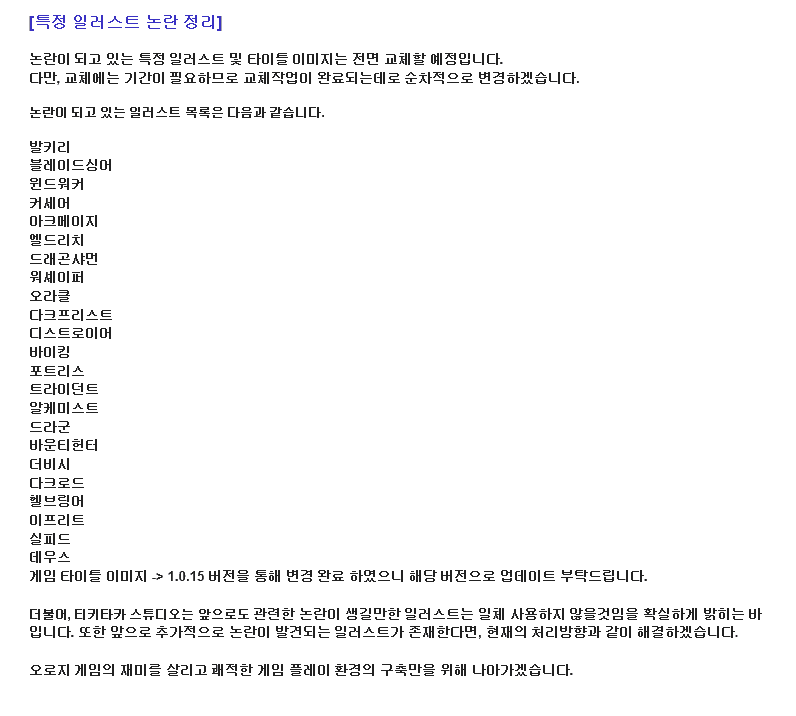 [특정 일러스트 논란 정리]
논란이 되고 있는 특정 일러스트 및 타이틀 이미지는 전면 교체할 예정입니다.
다만, 교체에는 기간이 필요하므로 교체작업이 완료되는데로 순차적으로 변경하겠습니다.
논란이 되고 있는 일러스트 목록은 다음과 같습니다.
발키리
블레이드싱어
윈드워커
커세어
아크메이지
엘드리치
드래곤샤먼
워셰이퍼
오라클
다크프리스트
디스트로이어
바이킹
포트리스
트라이던트
알케미스트
드라군
바운티헌터
더비시
다크로드
헬브링어
이프리트
실피드
데우스
게임 타이틀 이미지 -> 1.0.15 버전을 통해 변경 완료 하였으니 해당 버전으로 업데이트 부탁드립니다.
더불어, 티키타카 스튜디오는 앞으로도 관련한 논란이 생길만한 일러스트는 일체 사용하지 않을것임을 확실하게 밝히는 바
입니다. 또한 앞으로 추가적으로 논란이 발견되는 일러스트가 존재한다면, 현재의 처리방향과 같이 해결하겠습니다.
오로지 게임의 재미를 살리고 쾌적한 게임 플레이 환경의 구축만을 위해 나아가겠습니다.